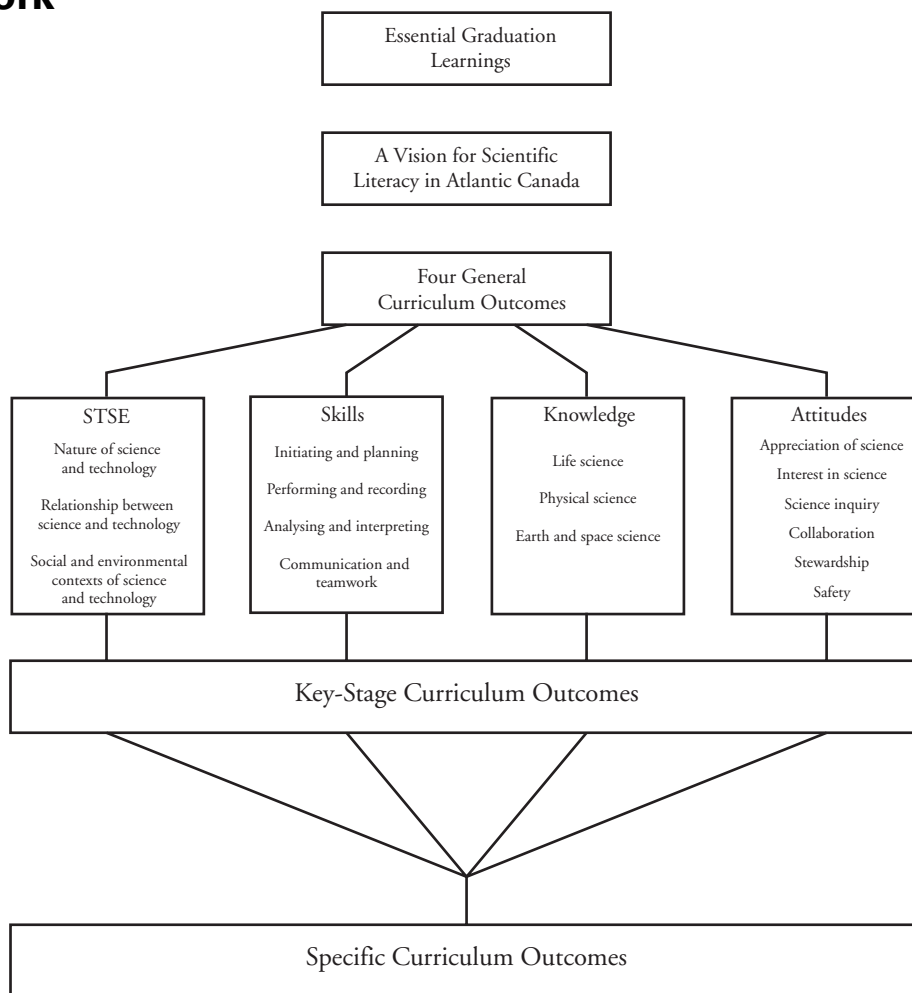 Essential Graduation
Learnings
A Vision for Scientific
Literacy in Atlantic Canada
Four General
Curriculum Outcomes
STSE
Nature of science
and technology
Relationship between
science and technology
Social and environmental
contexts of science
and technology
Skills
Initiating and planning
Performing and recording
Analysing and interpreting
Communication and
teamwork
Knowledge
Life science
Physical science
Earth and space science
Attitudes
Appreciation of science
Interest in science
Science inquiry
Collaboration
Stewardship
Safety
Key-Stage Curriculum Outcomes
Specific Curriculum Outcomes